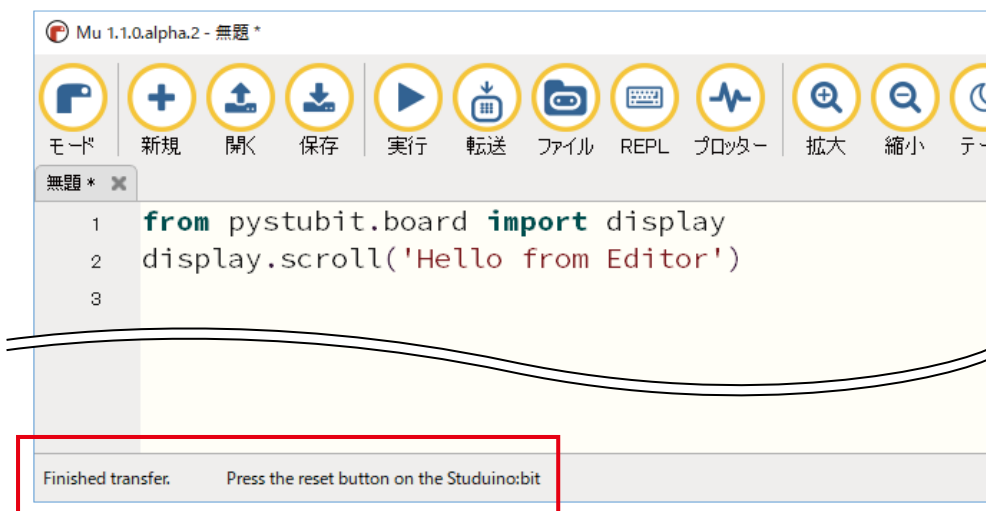 Mu 1.1.0.alpha.2 - 無題 *
モード 新規 開く 保存 実行 転送 ファイル REPL プロッター 拡大 縮小
無題 *
1 from pystubit.board import display
2 display.scroll('Hello from Editor')
3
Finished transfer. Press the reset button on the Studuino:bit